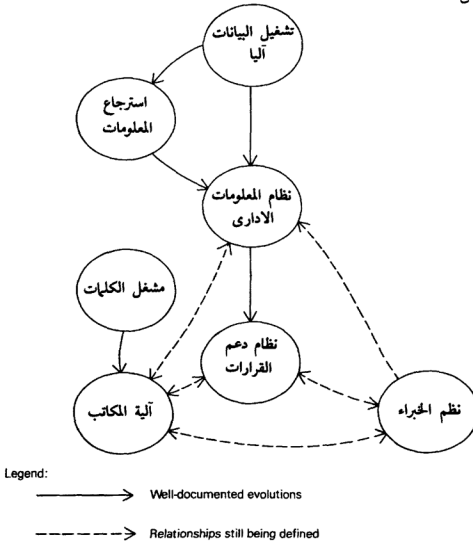 تشغيل البيانات
آليا
استرجاع
المعلومات
نظام المعلومات
الادارى
مشغل الكلمات
نظام دعم
القرارات
آلية المكاتب
نظم الخبراء
Legend:
Well-documented evolutions
Relationships still being defined